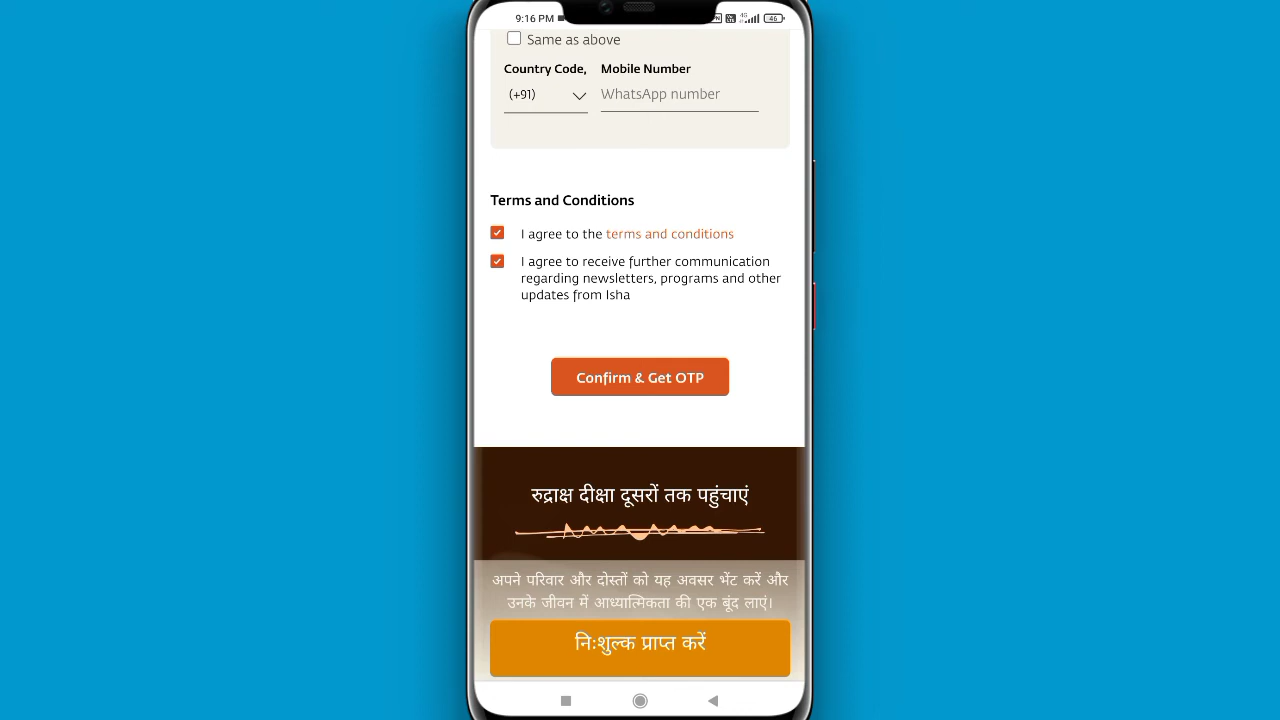 9:16 PM
4G
46
Same as above
Country Code, Mobile Number
(+91) WhatsApp number
Terms and Conditions
I agree to the terms and conditions
I agree to receive further communication
regarding newsletters, programs and other
updates from Isha
Confirm & Get OTP
रुद्राक्ष दीक्षा दूसरों तक पहुंचाएं
अपने परिवार और दोस्तों को यह अवसर भेंट करें और
उनके जीवन में आध्यात्मिकता की एक बूंद लाएं।
निःशुल्क प्राप्त करें